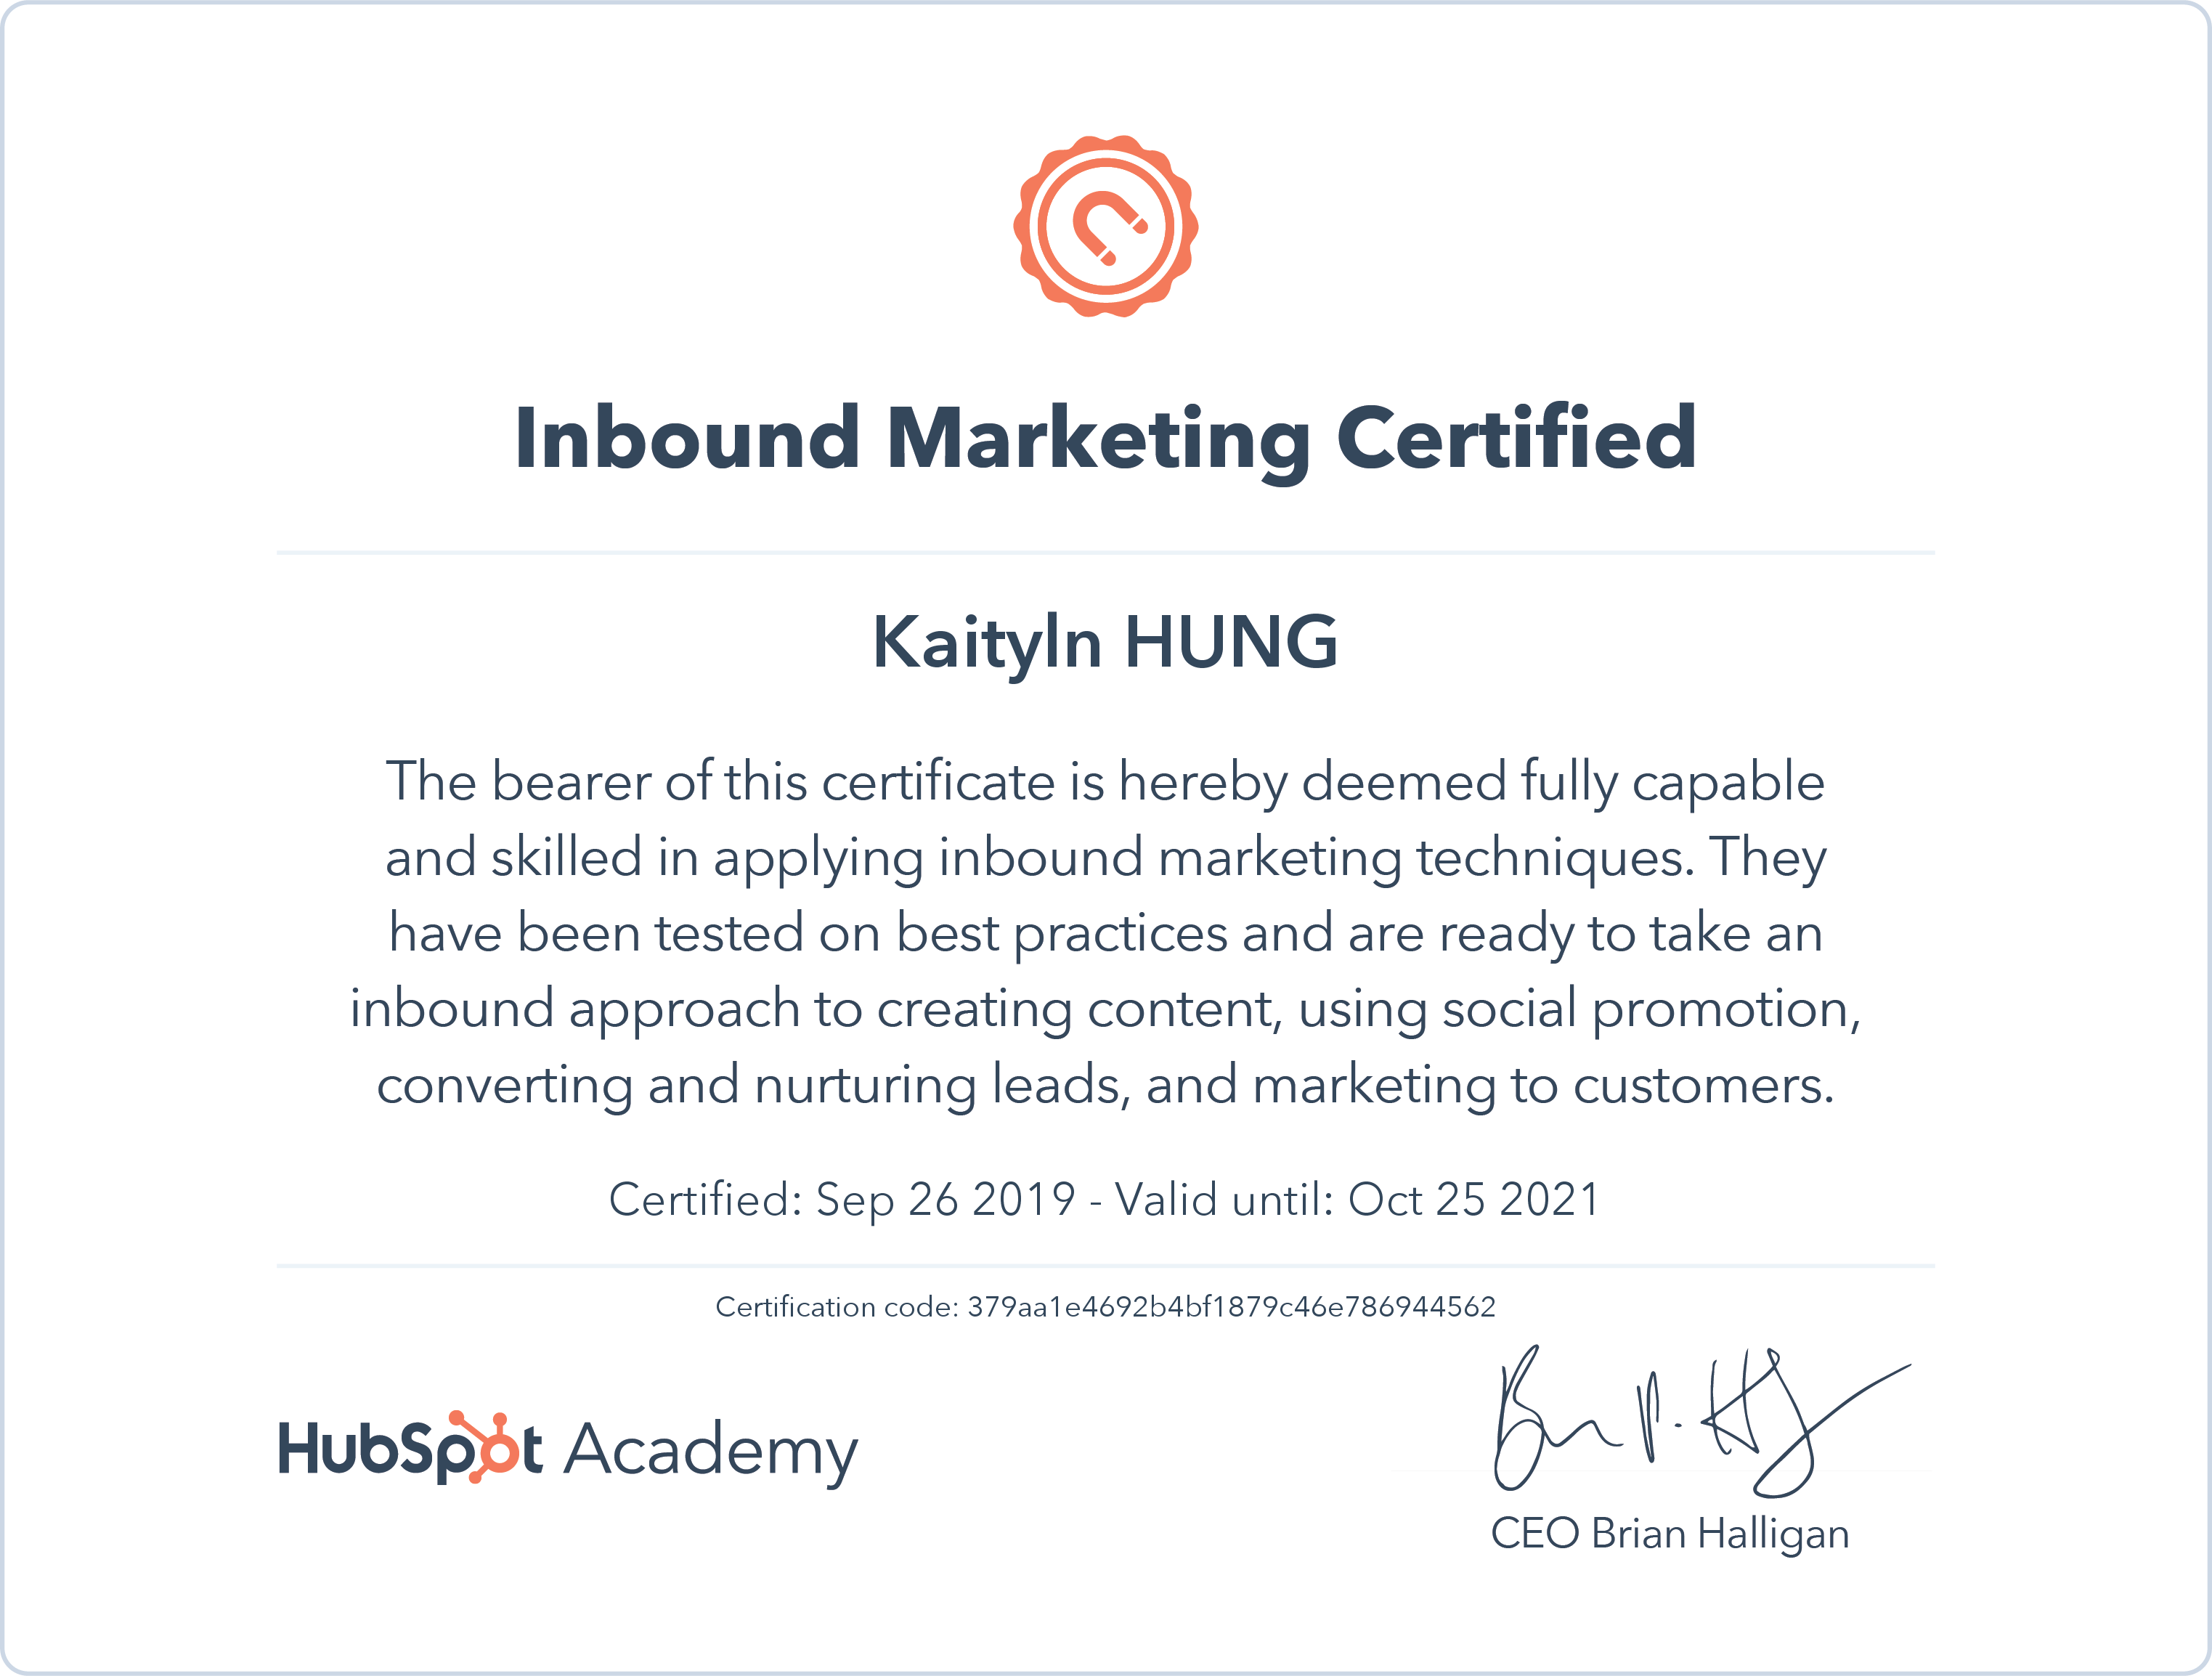 Inbound Marketing Certified
Kaityln HUNG
The bearer of this certificate is hereby deemed fully capable
and skilled in applying inbound marketing techniques. They
have been tested on best practices and are ready to take an
inbound approach to creating content, using social promotion,
converting and nurturing leads, and marketing to customers.
Certified: Sep 26 2019 - Valid until: Oct 25 2021
Certification code: 379aa1e4692b4bf1879c46e786944562
HubSpot Academy
CEO Brian Halligan